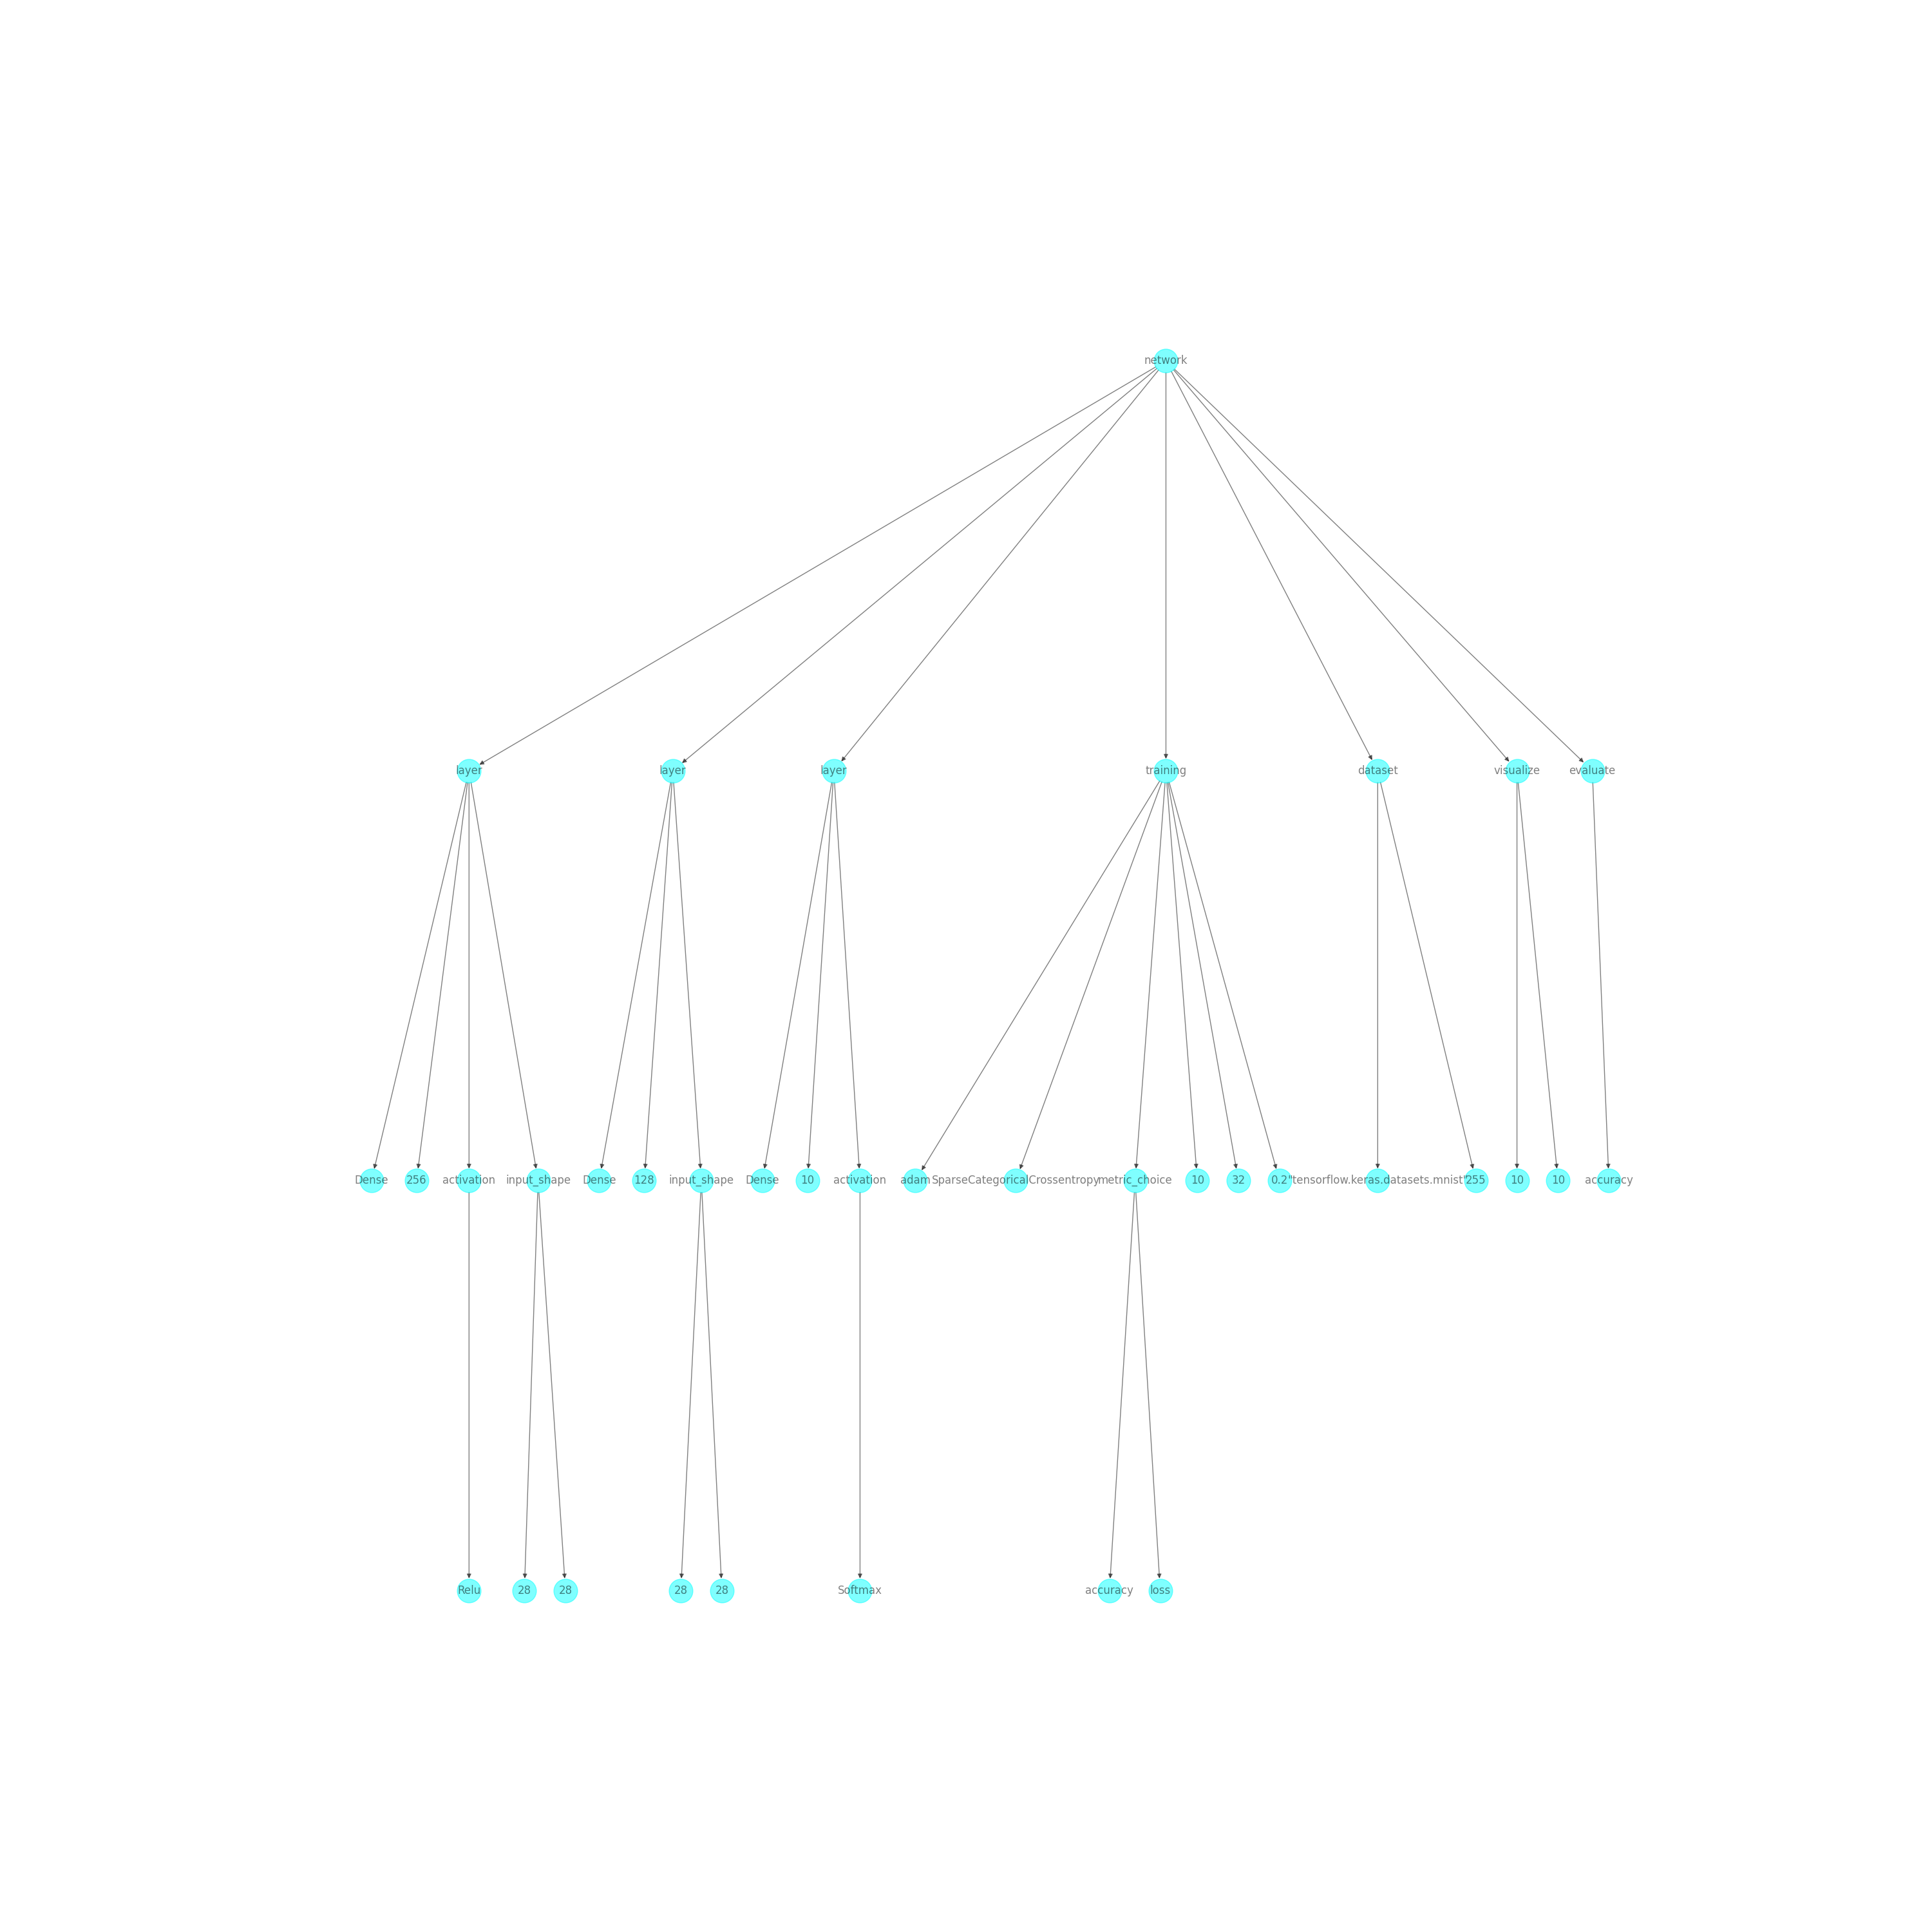 network
layer layer layer training dataset visualize evaluate
Dense 256 activation input_shape Dense 128 input_shape Dense 10 activation adam SparseCategoricalCrossentropy metric_choice 10 32 0.2 "tensorflow.keras.datasets.mnist" 255 10 10 accuracy
Relu 28 28 28 28 Softmax accuracy loss